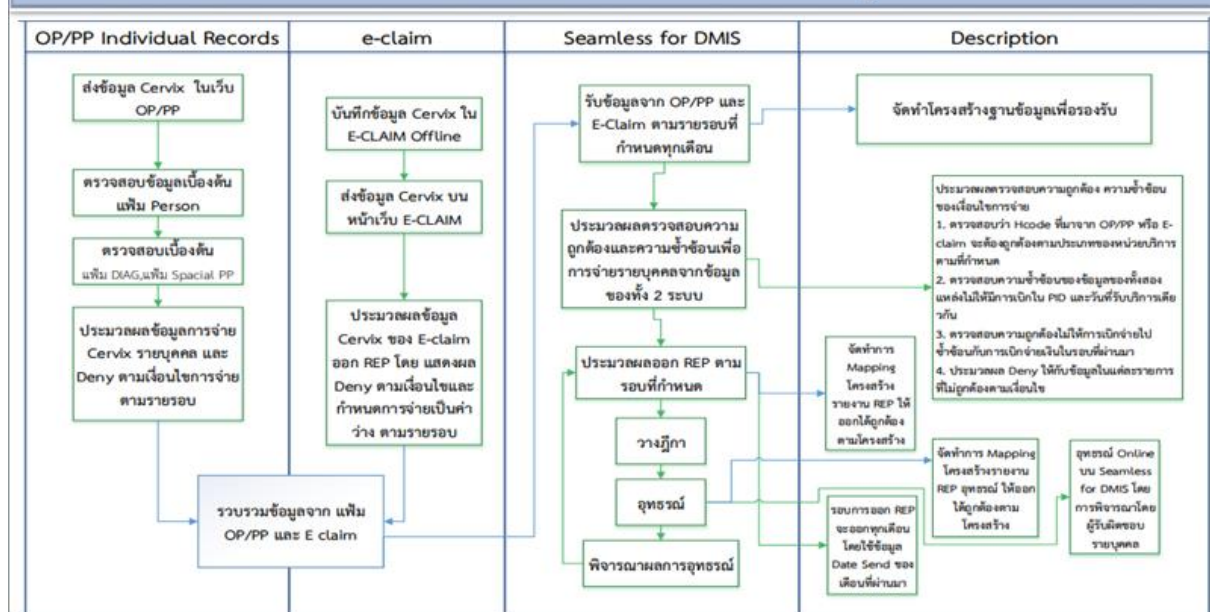 OP/PP Individual Records
e-claim
Seamless for DMIS
Description
ส่งข้อมูล Cervix ในเว็บ
OP/PP
ตรวจสอบข้อมูลเบื้องต้น
แฟ้ม Person
ตรวจสอบเบื้องต้น
แฟ้ม DIAG,แฟ้ม Spacial PP
ประมวลผลข้อมูลการจ่าย
Cervix รายบุคคล และ
Deny ตามเงื่อนไขการจ่าย
ตามรายรอบ
บันทึกข้อมูล Cervix ใน
E-CLAIM Offline
ส่งข้อมูล Cervix บน
หน้าเว็บ E-CLAIM
ประมวลผลข้อมูล
Cervix ของ E-claim
ออก REP โดย แสดงผล
Deny ตามเงื่อนไขและ
กำหนดการจ่ายเป็นค่า
ว่าง ตามรายรอบ
รวบรวมข้อมูลจาก แฟ้ม
OP/PP และ E claim
รับข้อมูลจาก OP/PP และ
E-Claim ตามรายรอบที่
กำหนดทุกเดือน
ประมวลผลตรวจสอบความ
ถูกต้องและความซ้ำซ้อนเพื่อ
การจ่ายรายบุคคลจากข้อมูล
ของทั้ง 2 ระบบ
ประมวลผลออก REP ตาม
รอบที่กำหนด
วางฎีกา
อุทธรณ์
พิจารณาผลการอุทธรณ์
จัดทำโครงสร้างฐานข้อมูลเพื่อรองรับ
ประมวลผลตรวจสอบความถูกต้อง ความซ้ำซ้อน
ของเงื่อนไขการจ่าย
1. ตรวจสอบว่า Hcode ที่มาจาก OP/PP หรือ E-
claim จะต้องถูกต้องตามประเภทของหน่วยบริการ
ตามที่กำหนด
2. ตรวจสอบความซ้ำซ้อนของข้อมูลของทั้งสอง
แหล่งไม่ให้มีการเบิกใน PID และวันที่รับบริการเดีย
วกัน
3. ตรวจสอบความถูกต้องไม่ให้การเบิกจ่ายไป
ซ้ำซ้อนกับการเบิกจ่ายเงินในรอบที่ผ่านมา
4. ประมวลผล Deny ให้กับข้อมูลในแต่ละรายการ
ที่ไม่ถูกต้องตามเงื่อนไข
จัดทำการ
Mapping
โครงสร้าง
รายงาน REP ให้
ออกได้ถูกต้อง
ตามโครงสร้าง
จัดทำการ Mapping
โครงสร้างรายงาน
REP อุทธรณ์ ให้ออก
ได้ถูกต้องตาม
โครงสร้าง
อุทธรณ์ Online
บน Seamless
for DMIS โดย
การพิจารณาโดย
ผู้รับผิดชอบ
รายบุคคล
รอบการออก REP
จะออกทุกเดือน
โดยใช้ข้อมูล
Date Send ของ
เดือนที่ผ่านมา